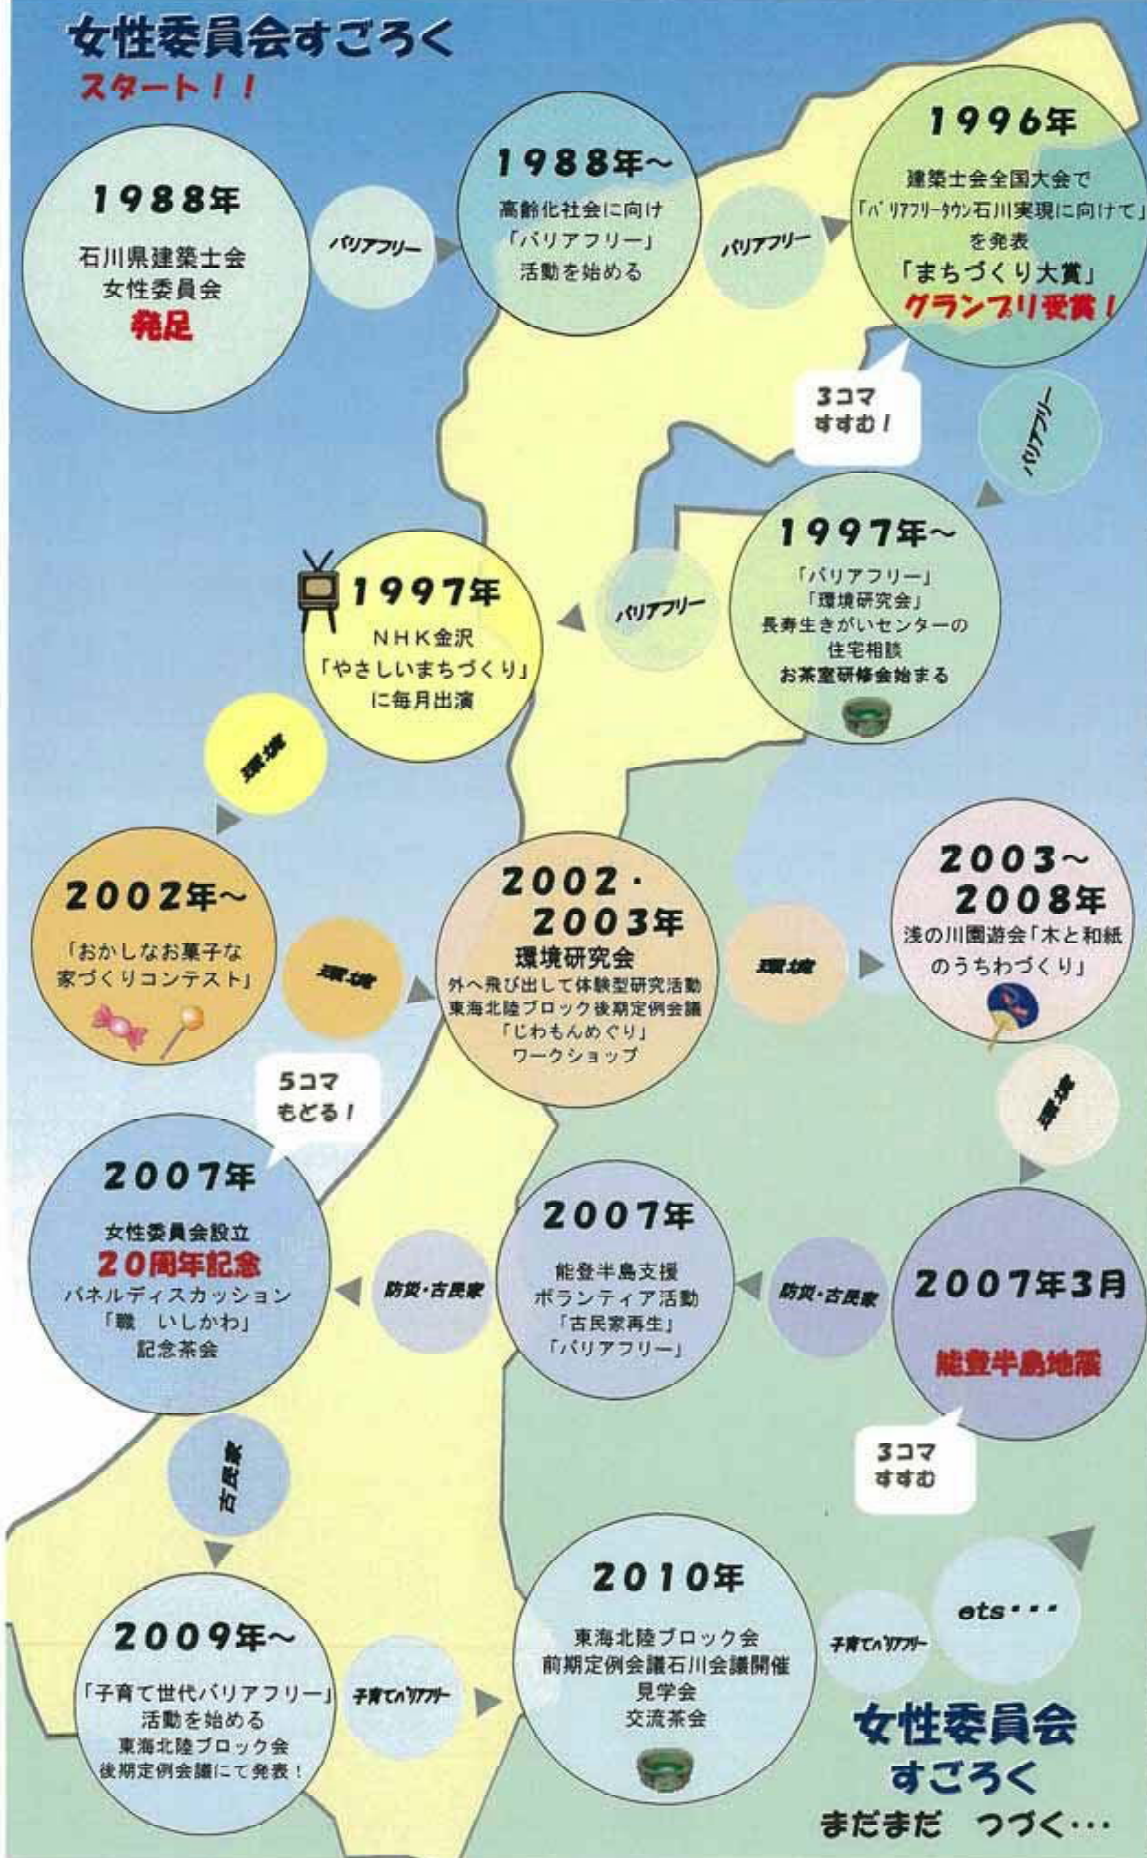 女性委員会すごろく
スタート！！
1988年
石川県建築士会
女性委員会
発足
バリアフリー
1988年～
高齢化社会に向け
「バリアフリー」
活動を始める
バリアフリー
1996年
建築士会全国大会で
「バリアフリータウン石川実現に向けて」
を発表
「まちづくり大賞」
グランプリ受賞！
3コマ
すすむ！
バリアフリー
1997年～
「バリアフリー」
「環境研究会」
長寿生きがいセンターの
住宅相談
お茶室研修会始まる
バリアフリー
1997年
NHK金沢
「やさしいまちづくり」
に毎月出演
環境
2002年～
「おかしなお菓子な
家づくりコンテスト」
環境
2002・
2003年
環境研究会
外へ飛び出して体験型研究活動
東海北陸ブロック後期定例会議
「じわもんめぐり」
ワークショップ
環境
2003～
2008年
浅の川園遊会「木と和紙
のうちわづくり」
環境
2007年3月
能登半島地震
3コマ
すすむ
防災・古民家
2007年
能登半島支援
ボランティア活動
「古民家再生」
「バリアフリー」
防災・古民家
5コマ
もどる！
2007年
女性委員会設立
20周年記念
パネルディスカッション
「職　いしかわ」
記念茶会
古民家
2009年～
「子育て世代バリアフリー」
活動を始める
東海北陸ブロック会
後期定例会議にて発表！
子育てバリアフリー
2010年
東海北陸ブロック会
前期定例会議石川会議開催
見学会
交流茶会
子育てバリアフリー
ets・・・
女性委員会
すごろく
まだまだ　つづく・・・